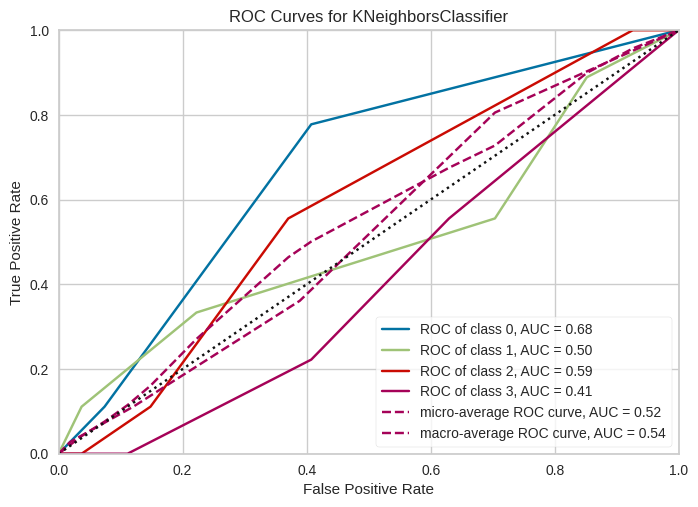 ROC Curves for KNeighborsClassifier
1.0
0.8
0.6
0.4
0.2
0.0
True Positive Rate
ROC of class 0, AUC = 0.68
ROC of class 1, AUC = 0.50
ROC of class 2, AUC = 0.59
ROC of class 3, AUC = 0.41
micro-average ROC curve, AUC = 0.52
macro-average ROC curve, AUC = 0.54
0.0 0.2 0.4 0.6 0.8 1.0
False Positive Rate